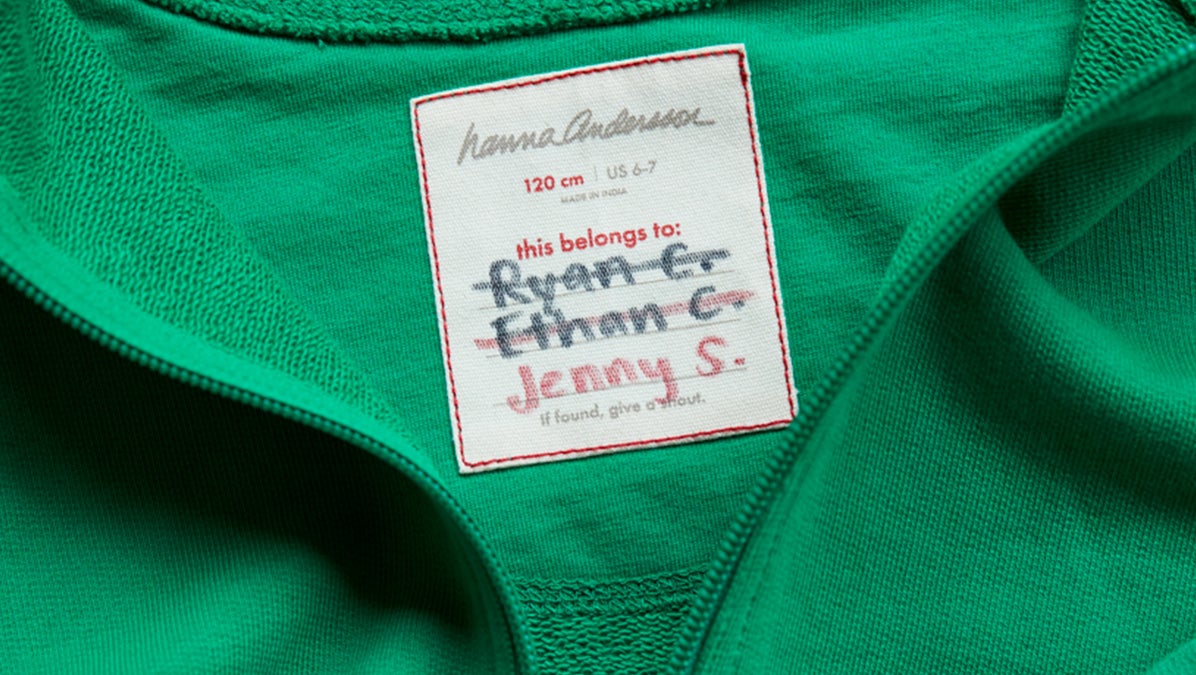 hanna Andersson
120 cm | US 6-7
MADE IN INDIA
this belongs to:
Ryan C.
Ethan C.
Jenny S.
If found, give a shout.